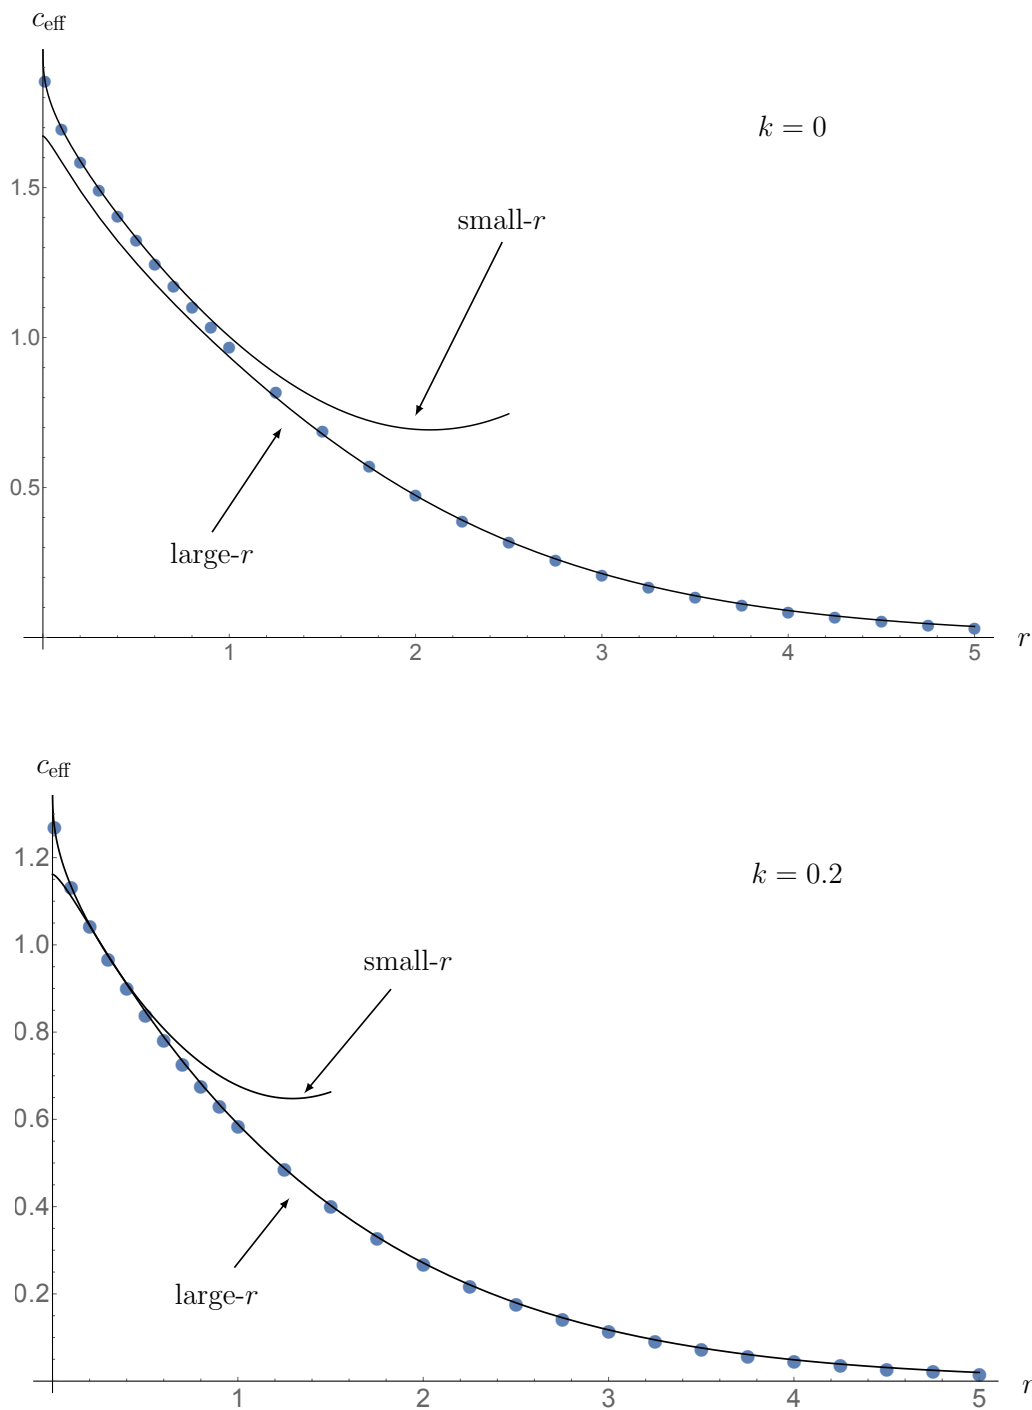 c_eff
k = 0
1.5
small-r
1.0
0.5
large-r
1 2 3 4 5 r
c_eff
1.2
k = 0.2
1.0
small-r
0.8
0.6
0.4
large-r
0.2
1 2 3 4 5 r